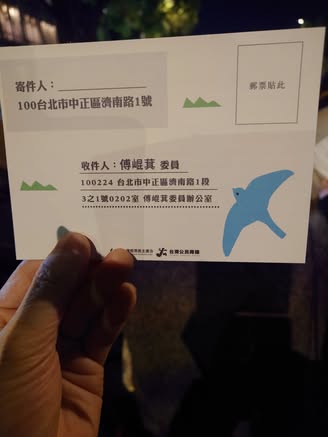 寄件人：
100台北市中正區濟南路1號
郵票貼此
收件人：傅崐萁 委員
100224 台北市中正區濟南路1段
3之1號0202室 傅崐萁委員辦公室
台灣公民陣線